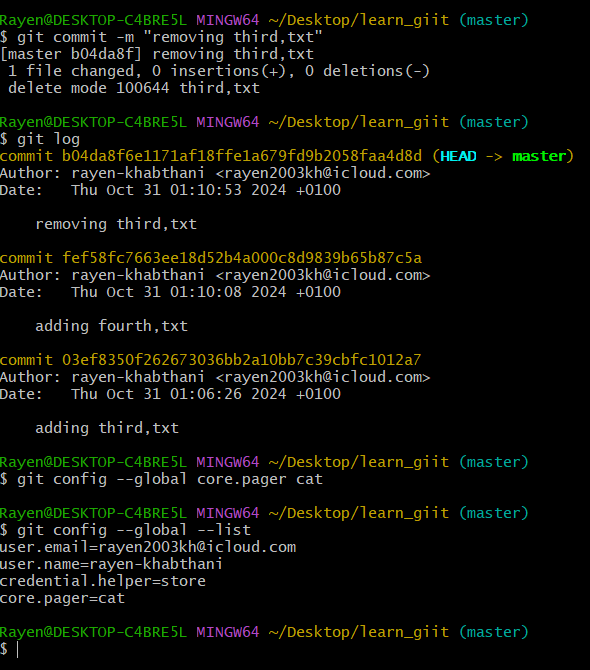 Rayen@DESKTOP-C4BRE5L MINGW64 ~/Desktop/learn_giit (master)
$ git commit -m "removing third,txt"
[master b04da8f] removing third,txt
 1 file changed, 0 insertions(+), 0 deletions(-)
 delete mode 100644 third,txt

Rayen@DESKTOP-C4BRE5L MINGW64 ~/Desktop/learn_giit (master)
$ git log
commit b04da8f6e1171af18ffe1a679fd9b2058faa4d8d (HEAD -> master)
Author: rayen-khabthani <rayen2003kh@icloud.com>
Date:   Thu Oct 31 01:10:53 2024 +0100

    removing third,txt

commit fef58fc7663ee18d52b4a000c8d9839b65b87c5a
Author: rayen-khabthani <rayen2003kh@icloud.com>
Date:   Thu Oct 31 01:10:08 2024 +0100

    adding fourth,txt

commit 03ef8350f262673036bb2a10bb7c39cbfc1012a7
Author: rayen-khabthani <rayen2003kh@icloud.com>
Date:   Thu Oct 31 01:06:26 2024 +0100

    adding third,txt

Rayen@DESKTOP-C4BRE5L MINGW64 ~/Desktop/learn_giit (master)
$ git config --global core.pager cat

Rayen@DESKTOP-C4BRE5L MINGW64 ~/Desktop/learn_giit (master)
$ git config --global --list
user.email=rayen2003kh@icloud.com
user.name=rayen-khabthani
credential.helper=store
core.pager=cat

Rayen@DESKTOP-C4BRE5L MINGW64 ~/Desktop/learn_giit (master)
$